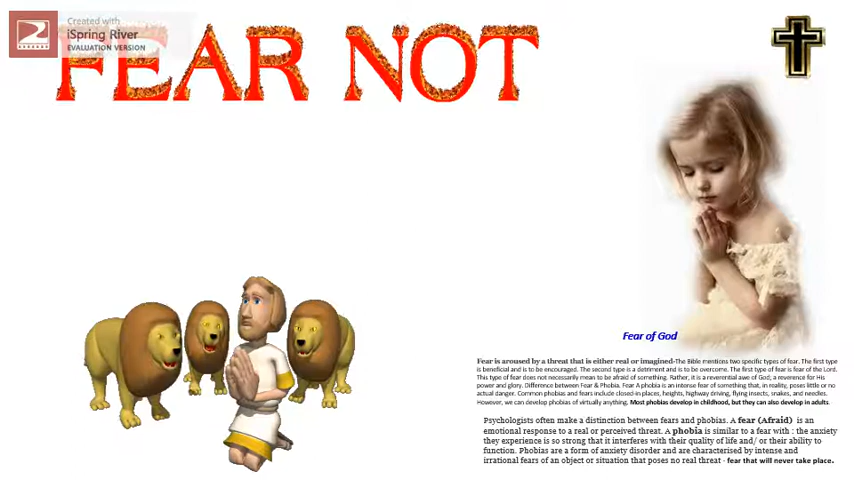 Created with
iSpring River
EVALUATION VERSION
FEAR NOT
Fear of God
Fear is aroused by a threat that is either real or imagined-The Bible mentions two specific types of fear. The first type
is beneficial and is to be encouraged. The second type is a detriment and is to be overcome. The first type of fear is fear of the Lord.
This type of fear does not necessarily mean to be afraid of something. Rather, it is a reverential awe of God; a reverence for His
power and glory. Difference between Fear & Phobia. Fear A phobia is an intense fear of something that, in reality, poses little or no
actual danger. Common phobias and fears include closed-in places, heights, highway driving, flying insects, snakes, and needles.
However, we can develop phobias of virtually anything. Most phobias develop in childhood, but they can also develop in adults.
Psychologists often make a distinction between fears and phobias. A fear (Afraid) is an
emotional response to a real or perceived threat. A phobia is similar to a fear with : the anxiety
they experience is so strong that it interferes with their quality of life and/ or their ability to
function. Phobias are a form of anxiety disorder and are characterised by intense and
irrational fears of an object or situation that poses no real threat - fear that will never take place.